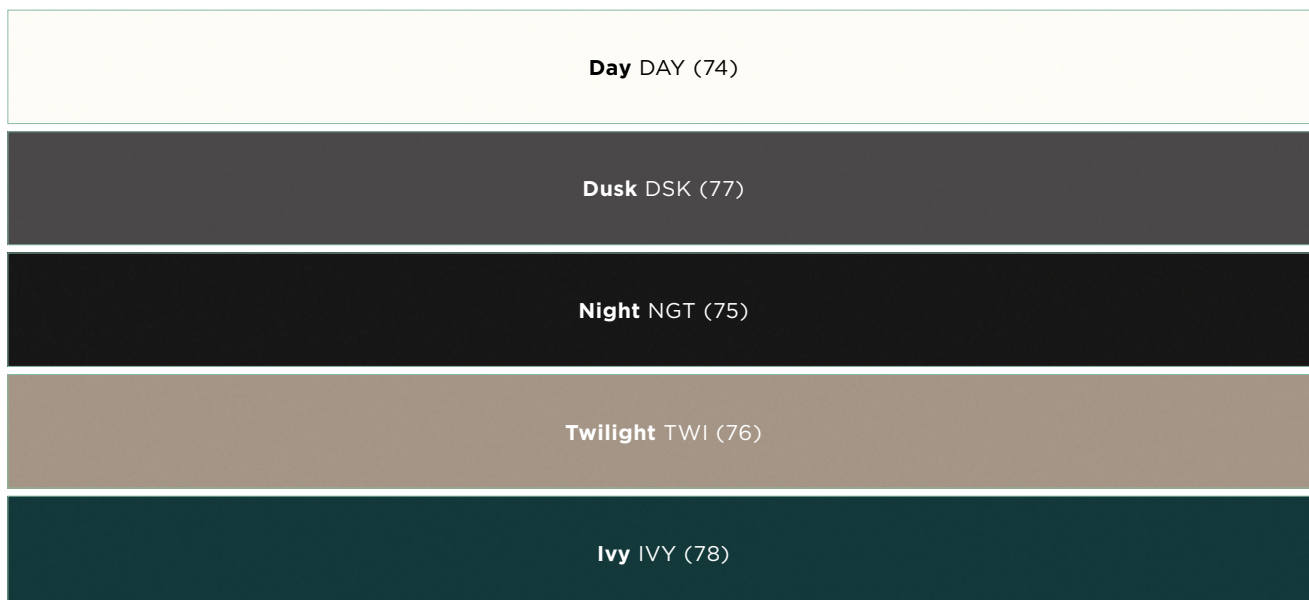 Day DAY (74)
Dusk DSK (77)
Night NGT (75)
Twilight TWI (76)
Ivy IVY (78)